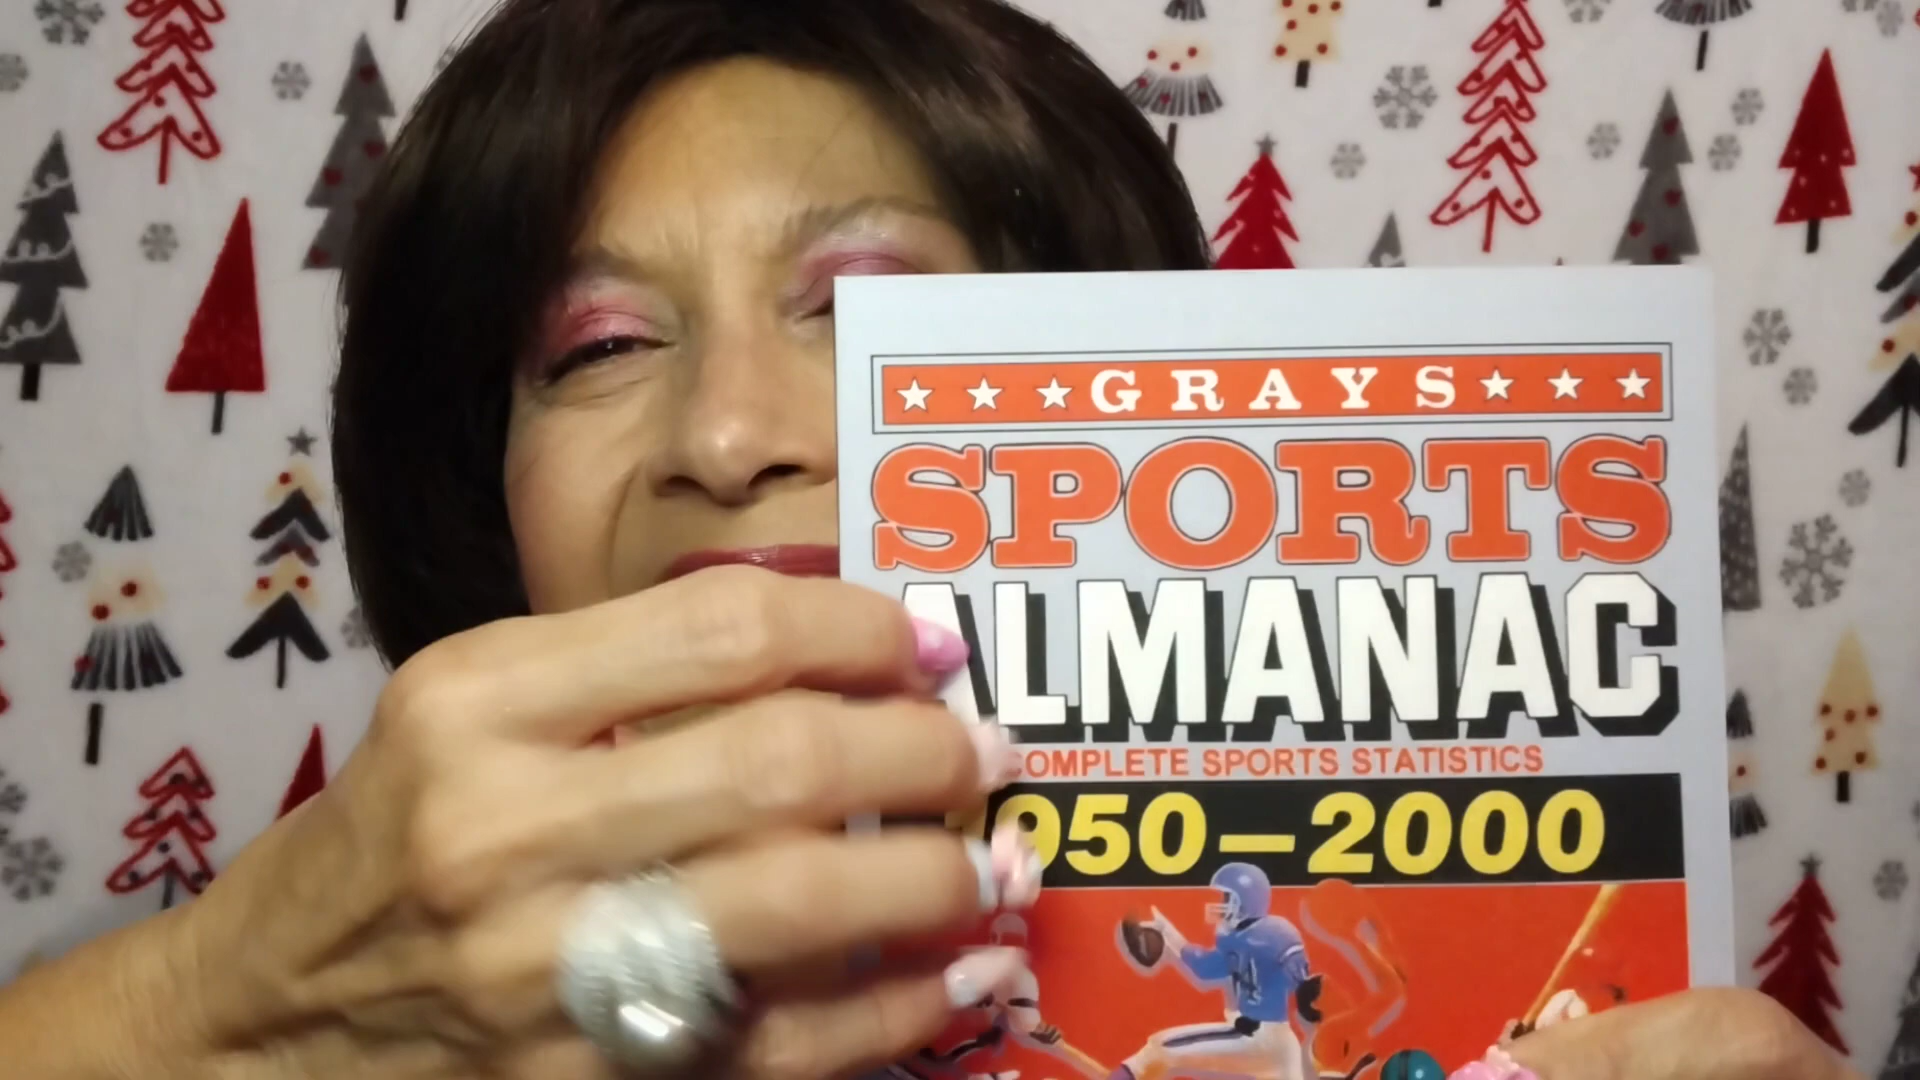 GRAYS
SPORTS
ALMANAC
COMPLETE SPORTS STATISTICS
1950-2000